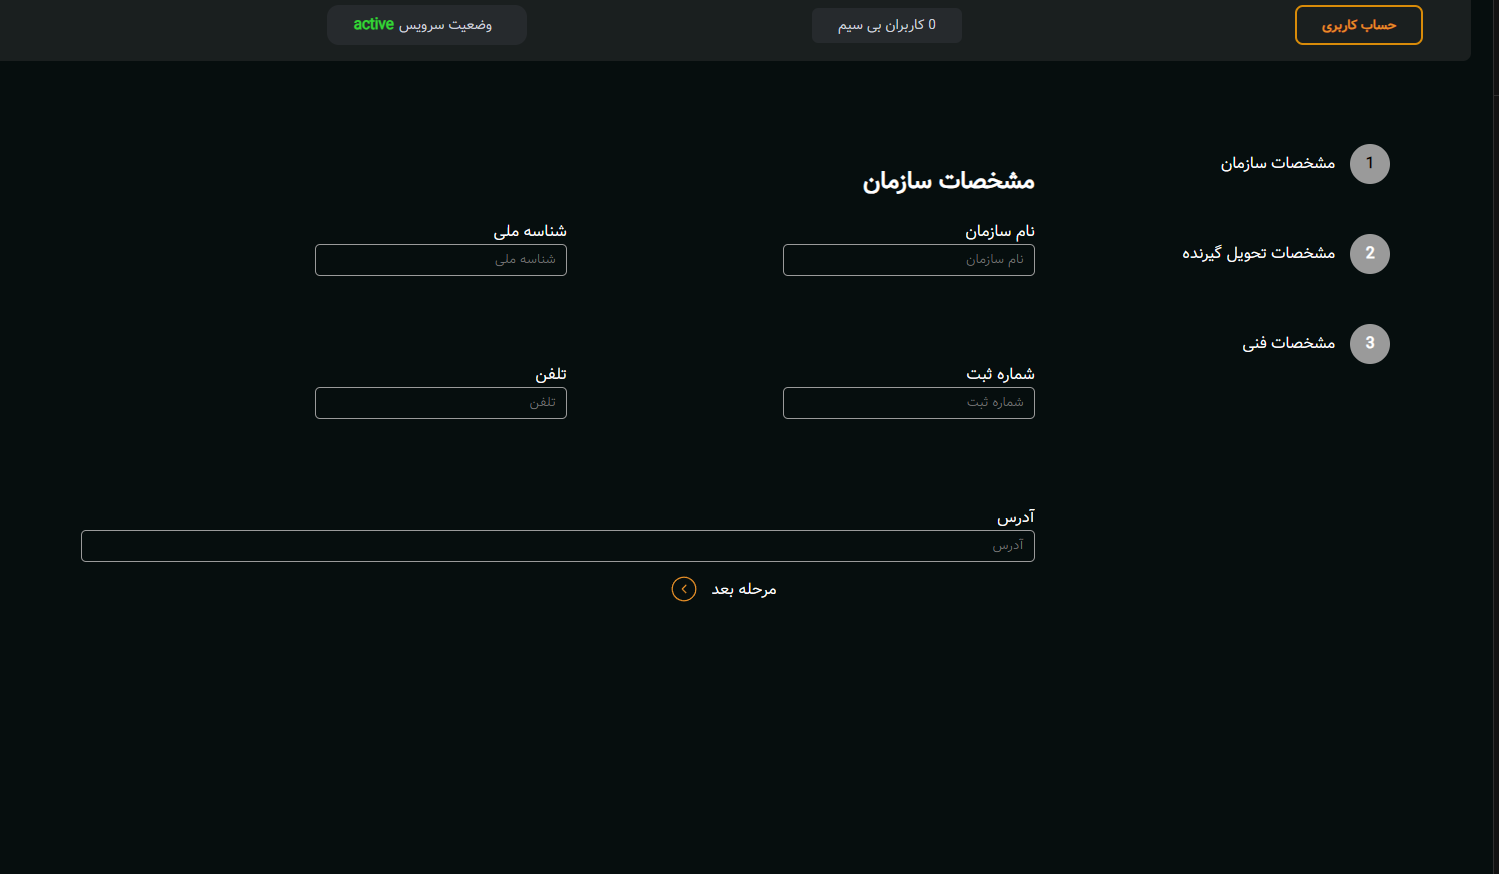 حساب کاربری
0 کاربران بی سیم
وضعیت سرویس active
1 مشخصات سازمان
2 مشخصات تحویل گیرنده
3 مشخصات فنی
مشخصات سازمان
نام سازمان
نام سازمان
شناسه ملی
شناسه ملی
شماره ثبت
شماره ثبت
تلفن
تلفن
آدرس
آدرس
مرحله بعد